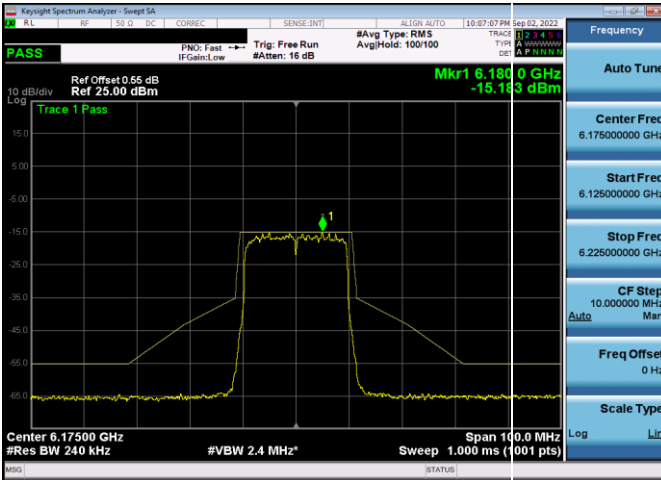 Keysight Spectrum Analyzer - Swept SA
RL RF 50 Ω DC CORREC SENSE:INT ALIGN AUTO 10:07:07 PM Sep 02, 2022
PASS
PNO: Fast
IFGain:Low
Trig: Free Run
#Atten: 16 dB
#Avg Type: RMS
Avg|Hold: 100/100
TRACE 1 2 3 4 5 6
TYPE A WWWWW
DET A P N N N N
Ref Offset 0.55 dB
10 dB/div Ref 25.00 dBm
Mkr1 6.180 0 GHz
-15.183 dBm
Log
Trace 1 Pass
15.0
5.00
-5.00
-15.0
-25.0
-35.0
-45.0
-55.0
-65.0
1
Center 6.17500 GHz Span 100.0 MHz
#Res BW 240 kHz #VBW 2.4 MHz* Sweep 1.000 ms (1001 pts)
MSG STATUS
Frequency
Auto Tune
Center Freq
6.175000000 GHz
Start Freq
6.125000000 GHz
Stop Freq
6.225000000 GHz
CF Step
10.000000 MHz
Auto Man
Freq Offset
0 Hz
Scale Type
Log Lin